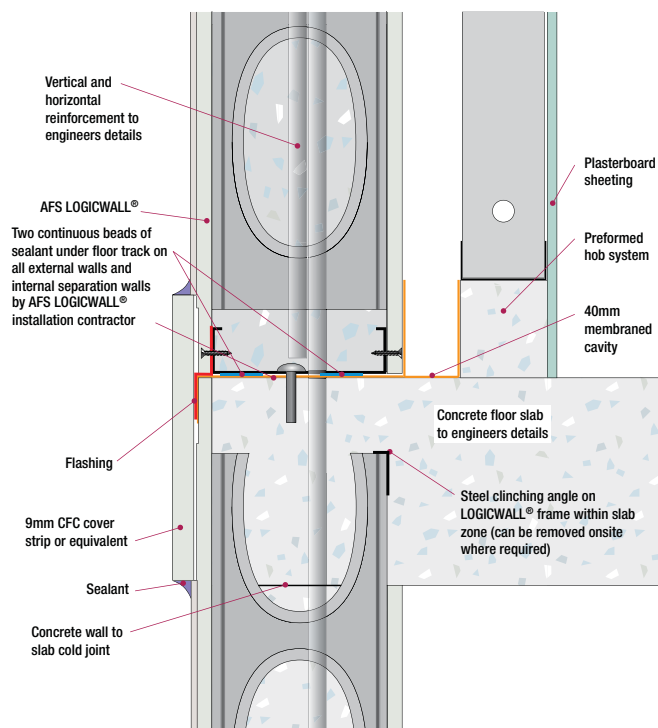 Vertical and
horizontal
reinforcement to
engineers details
AFS LOGICWALL®
Two continuous beads of
sealant under floor track on
all external walls and
internal separation walls
by AFS LOGICWALL®
installation contractor
Flashing
9mm CFC cover
strip or equivalent
Sealant
Concrete wall to
slab cold joint
Plasterboard
sheeting
Preformed
hob system
40mm
membraned
cavity
Concrete floor slab
to engineers details
Steel clinching angle on
LOGICWALL® frame within slab
zone (can be removed onsite
where required)